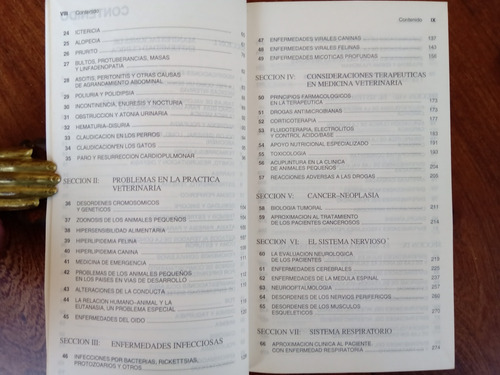 VIII Contenido
24 ICTERICIA
25 ALOPECIA
26 PRURITO
27 BULTOS, PROTUBERANCIAS, MASAS
Y LINFADENOPATIA
28 ASCITIS, PERITONITIS Y OTRAS CAUSAS
DE AGRANDAMIENTO ABDOMINAL
29 POLIURIA Y POLIDIPSIA
30 INCONTINENCIA, ENURESIS Y NOCTURIA
31 OBSTRUCCION Y ATONIA URINARIA
32 HEMATURIA-DISURIA
33 CLAUDICACION EN LOS PERROS
34 CLAUDICACION EN LOS GATOS
35 PARO Y RESURRECCION CARDIOPULMONAR
SECCION II: PROBLEMAS EN LA PRACTICA
VETERINARIA
36 DESORDENES CROMOSOMICOS
Y GENETICOS
37 ZOONOSIS DE LOS ANIMALES PEQUEÑOS
38 HIPERSENSIBILIDAD ALIMENTARIA
39 HIPERLIPIDEMIA FELINA
40 HIPERLIPIDEMIA CANINA
41 MEDICINA DE EMERGENCIA
42 PROBLEMAS DE LOS ANIMALES PEQUEÑOS
EN LOS PAISES EN VIAS DE DESARROLLO
43 ALTERACIONES DE LA CONDUCTA
44 LA RELACION HUMANO-ANIMAL Y LA
EUTANASIA, UN PROBLEMA ESPECIAL
45 ENFERMEDADES DEL OIDO
SECCION III: ENFERMEDADES INFECCIOSAS
46 INFECCIONES POR BACTERIAS, RICKETTSIAS,
PROTOZOARIOS Y OTROS
Contenido IX
47 ENFERMEDADES VIRALES CANINAS 137
48 ENFERMEDADES VIRALES FELINAS
49 ENFERMEDADES MICOTICAS PROFUNDAS
SECCION IV: CONSIDERACIONES TERAPEUTICAS
EN MEDICINA VETERINARIA
50 PRINCIPIOS FARMACOLOGICOS
EN LA TERAPEUTICA 173
51 DROGAS ANTIMICROBIANAS
52 CORTICOTERAPIA
53 FLUIDOTERAPIA, ELECTROLITOS
Y CONTROL ACIDO/BASE
54 APOYO NUTRICIONAL ESPECIALIZADO 191
55 TOXICOLOGIA
56 ACUPUNTURA EN LA CLINICA
DE ANIMALES PEQUEÑOS 204
57 REACCIONES ADVERSAS A LAS DROGAS
SECCION V: CANCER-NEOPLASIA
58 BIOLOGIA TUMORAL 211
59 APROXIMACION AL TRATAMIENTO
DE LOS PACIENTES CANCEROSOS 214
SECCION VI: EL SISTEMA NERVIOSO
60 LA EVALUACION NEUROLOGICA
DE LOS PACIENTES 219
61 ENFERMEDADES CEREBRALES 225
62 ENFERMEDADES DE LA MEDULA ESPINAL
63 NEUROOFTALMOLOGIA 257
64 DESORDENES DE LOS NERVIOS PERIFERICOS 260
65 DESORDENES DE LOS MUSCULOS
ESQUELETICOS 270
SECCION VII: SISTEMA RESPIRATORIO
66 APROXIMACION CLINICA AL PACIENTE
CON ENFERMEDAD RESPIRATORIA 274